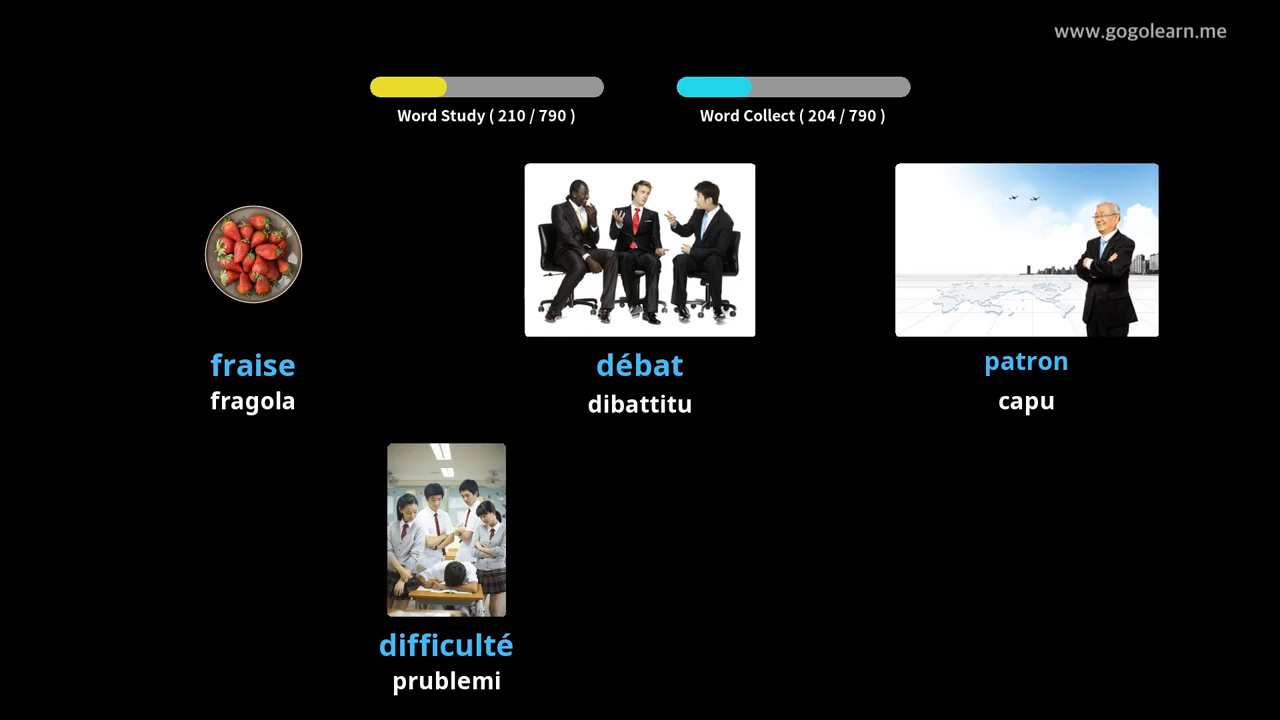 www.gogolearn.me
Word Study ( 210 / 790 )
Word Collect ( 204 / 790 )
fraise
fragola
débat
dibattitu
patron
capu
difficulté
prublemi